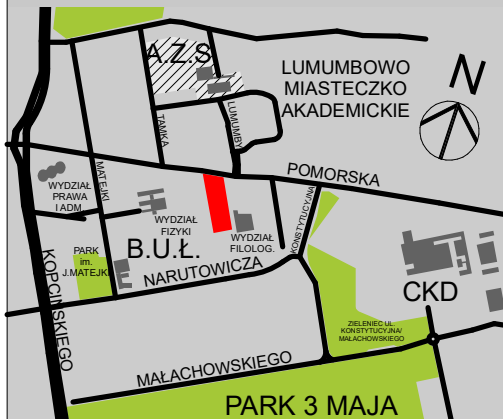 A.Z.S
LUMUMBOWO
MIASTECZKO
AKADEMICKIE
N
TAMKA
LUMUMBY
MATEJKI
POMORSKA
WYDZIAŁ
PRAWA
I ADM.
WYDZIAŁ
FIZYKI
WYDZIAŁ
FILOLOG.
KONSTYTUCYJNA
B.U.Ł.
PARK
im.
J.MATEJKI
NARUTOWICZA
KOPCIŃSKIEGO
CKD
ZIELENIEC UL.
KONSTYTUCYJNA/
MAŁACHOWSKIEGO
MAŁACHOWSKIEGO
PARK 3 MAJA